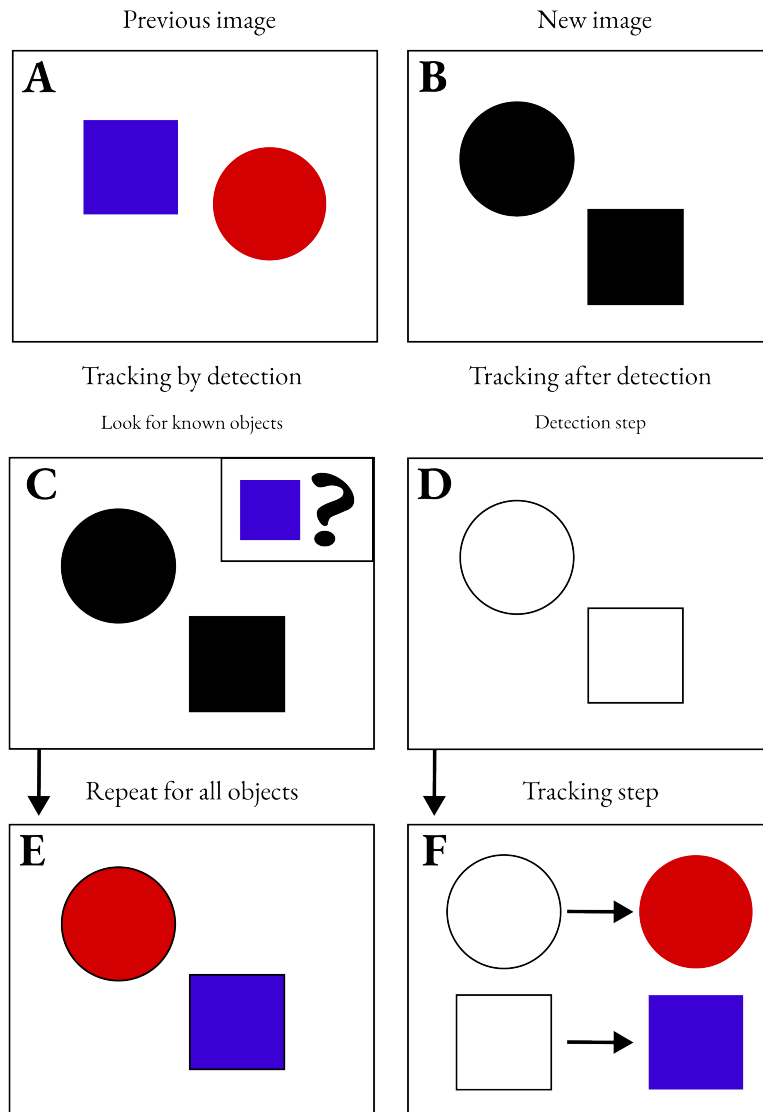 Previous image
New image
A
B
Tracking by detection
Tracking after detection
Look for known objects
Detection step
C
?
D
Repeat for all objects
Tracking step
E
F